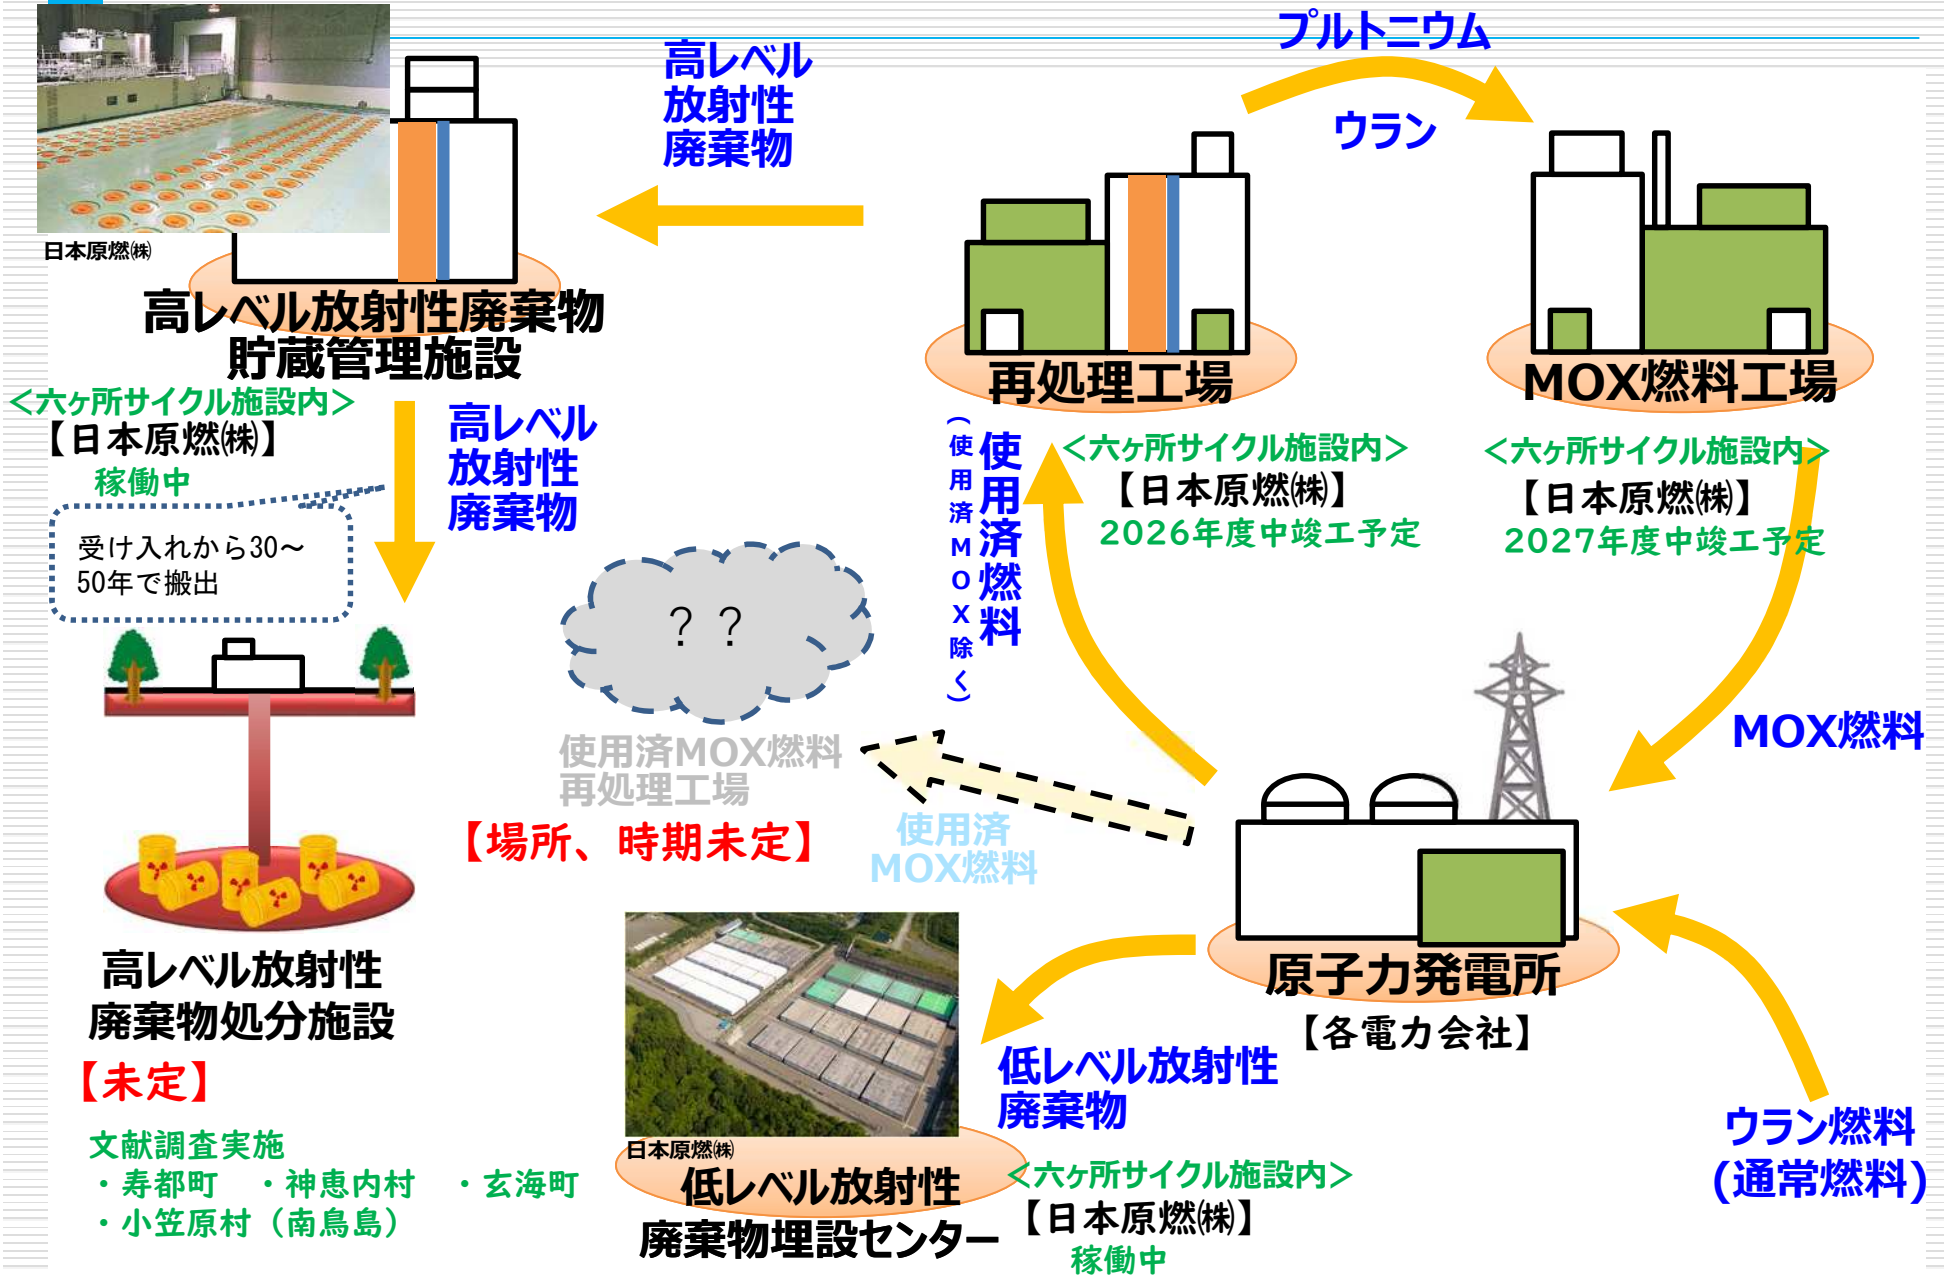 プルトニウム
ウラン
高レベル
放射性
廃棄物
日本原燃㈱
高レベル放射性廃棄物
貯蔵管理施設
<六ヶ所サイクル施設内>
【日本原燃㈱】
稼働中
高レベル
放射性
廃棄物
受け入れから30～
50年で搬出
再処理工場
<六ヶ所サイクル施設内>
【日本原燃㈱】
2026年度中竣工予定
MOX燃料工場
<六ヶ所サイクル施設内>
【日本原燃㈱】
2027年度中竣工予定
使用済燃料
（使用済MOX除く）
？？
使用済MOX燃料
再処理工場
【場所、時期未定】
使用済
MOX燃料
MOX燃料
原子力発電所
【各電力会社】
ウラン燃料
(通常燃料)
高レベル放射性
廃棄物処分施設
【未定】
文献調査実施
・寿都町　・神恵内村　・玄海町
・小笠原村（南鳥島）
低レベル放射性
廃棄物
日本原燃㈱
低レベル放射性
廃棄物埋設センター
<六ヶ所サイクル施設内>
【日本原燃㈱】
稼働中